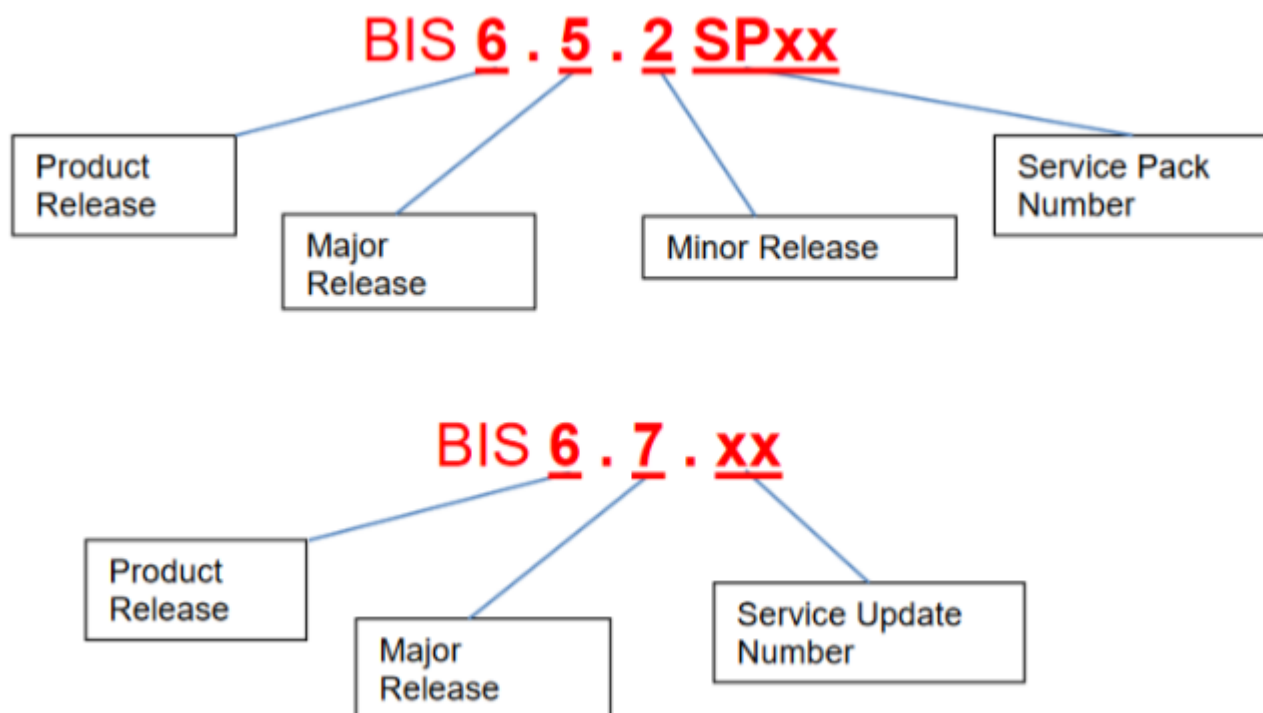 BIS 6 . 5 . 2 SPxx
Product
Release
Major
Release
Minor Release
Service Pack
Number
BIS 6 . 7 . xx
Product
Release
Major
Release
Service Update
Number